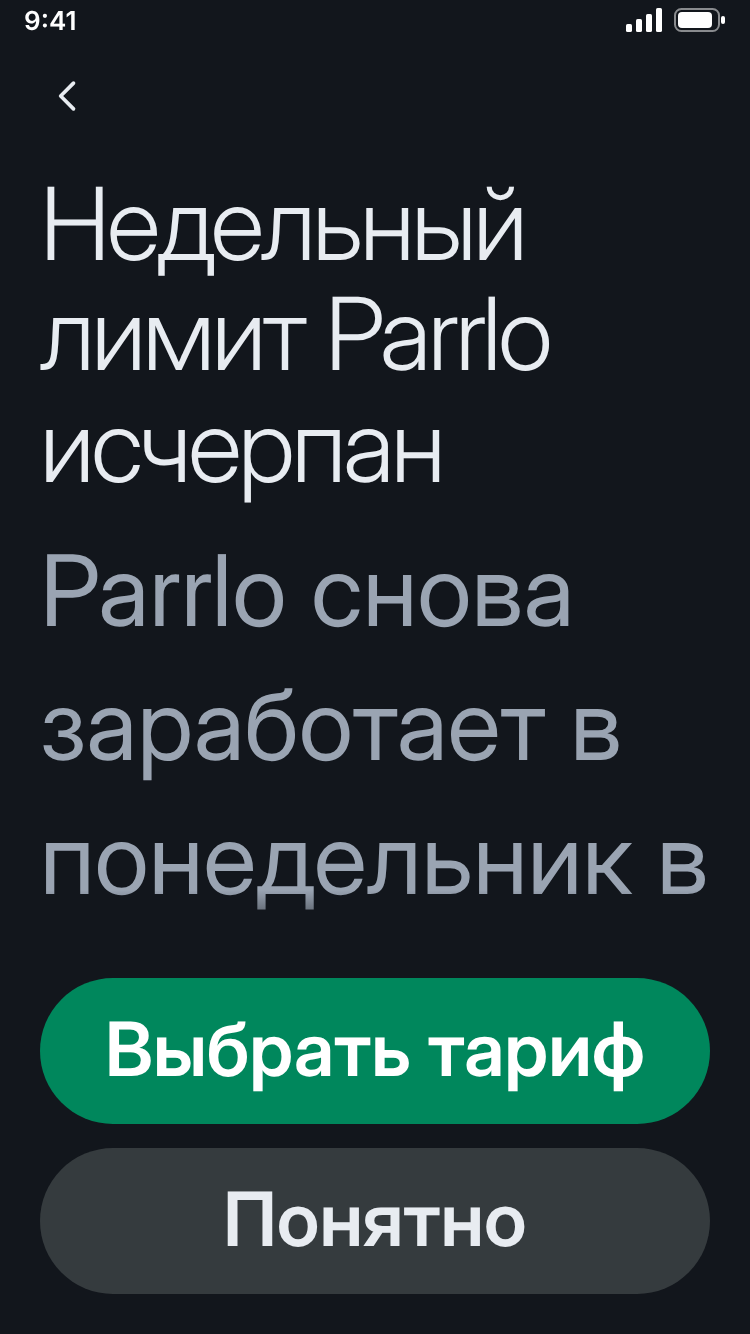 9:41
Недельный
лимит Parrlo
исчерпан
Parrlo снова
заработает в
понедельник в
Выбрать тариф
Понятно